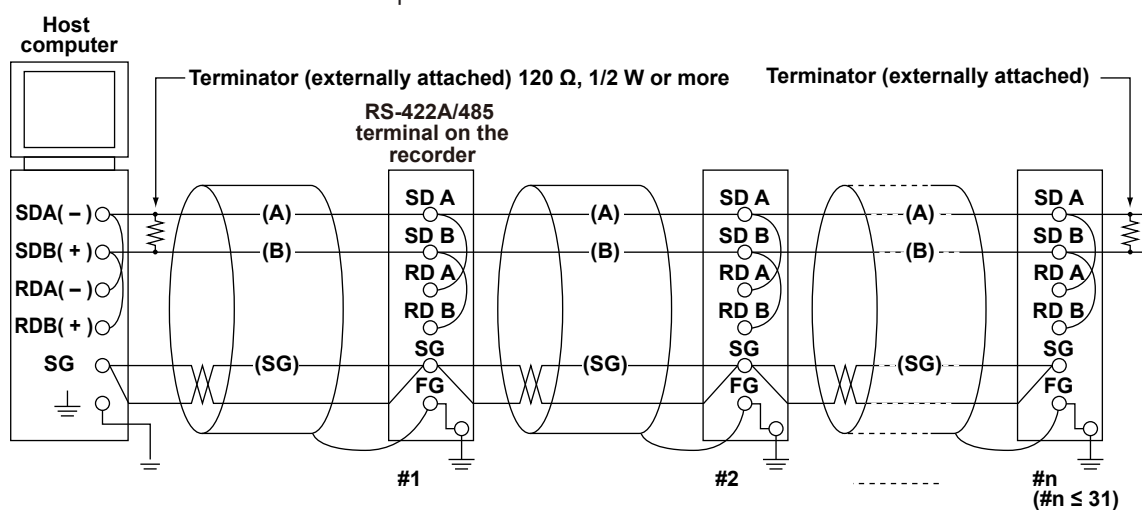 Host
computer
Terminator (externally attached) 120 Ω, 1/2 W or more
Terminator (externally attached)
RS-422A/485
terminal on the
recorder
SDA( – )
SDB( + )
RDA( – )
RDB( + )
SG
(A)
(B)
(SG)
SD A
SD B
RD A
RD B
SG
FG
#1
(A)
(B)
(SG)
SD A
SD B
RD A
RD B
SG
FG
#2
(A)
(B)
(SG)
SD A
SD B
RD A
RD B
SG
FG
#n
(#n ≤ 31)